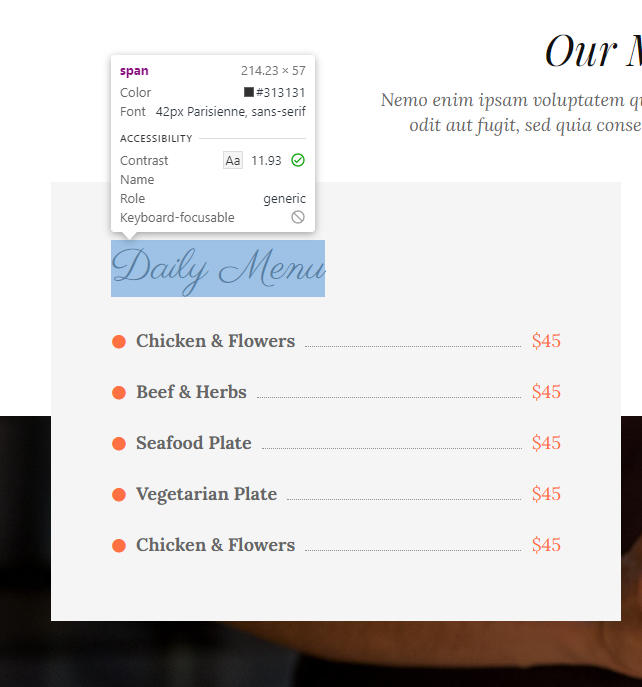 Our M
Nemo enim ipsam voluptatem qu
odit aut fugit, sed quia conse
span 214.23 × 57
Color #313131
Font 42px Parisienne, sans-serif
ACCESSIBILITY
Contrast Aa 11.93
Name
Role generic
Keyboard-focusable
Daily Menu
Chicken & Flowers $45
Beef & Herbs $45
Seafood Plate $45
Vegetarian Plate $45
Chicken & Flowers $45